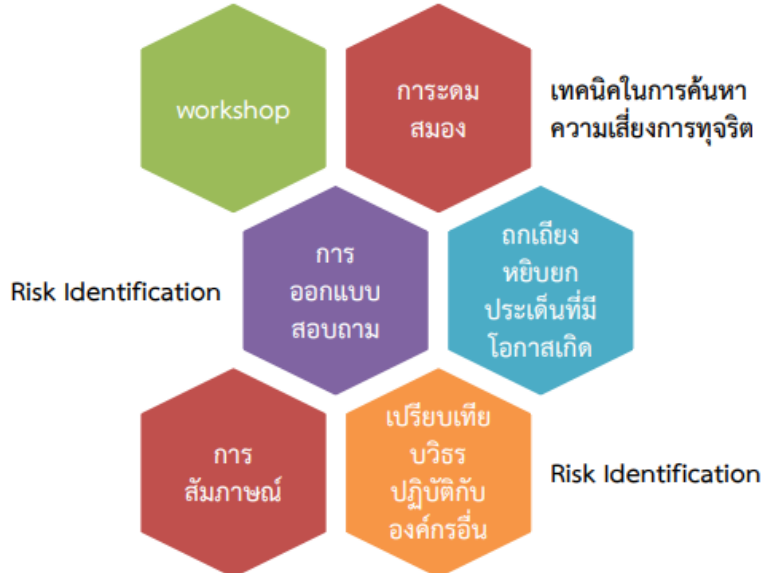 workshop
การะดม
สมอง
เทคนิคในการค้นหา
ความเสี่ยงการทุจริต
Risk Identification
การ
ออกแบบ
สอบถาม
ถกเถียง
หยิบยก
ประเด็นที่มี
โอกาสเกิด
การ
สัมภาษณ์
เปรียบเทีย
บวิธร
ปฏิบัติกับ
องค์กรอื่น
Risk Identification